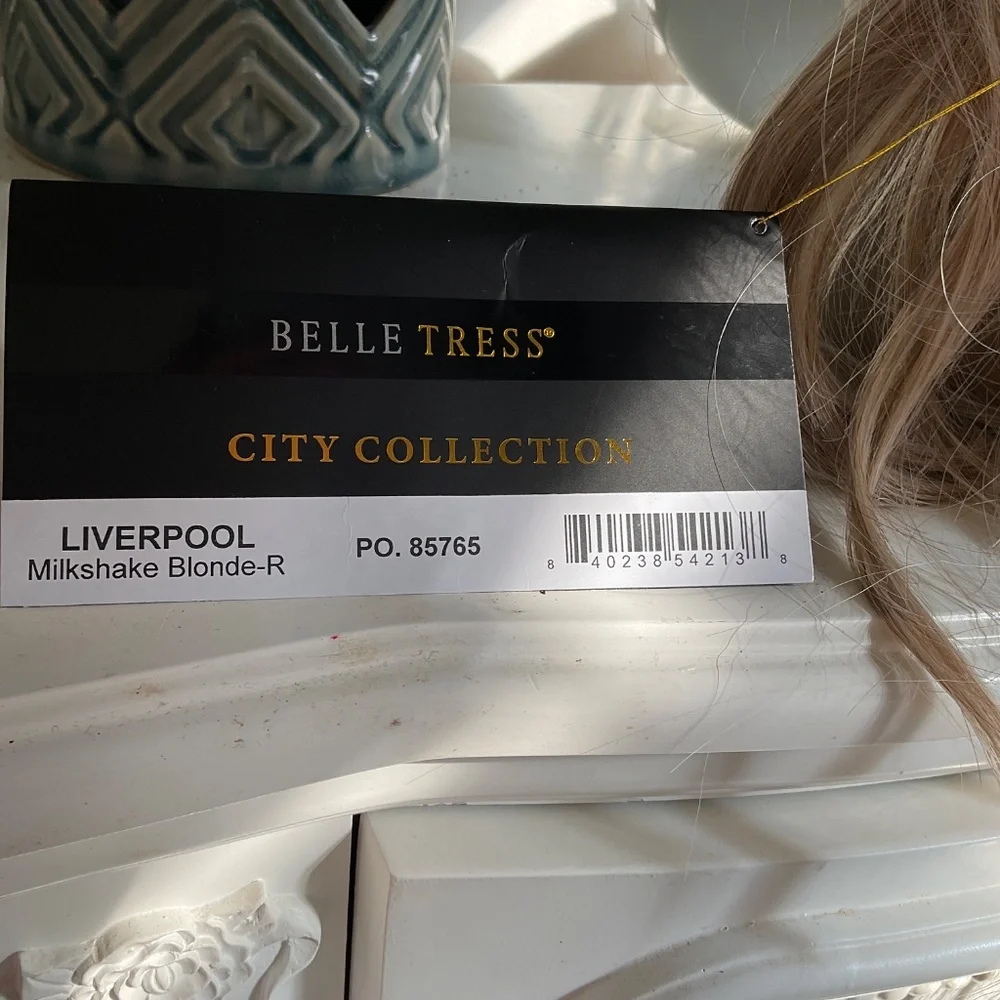 BELLE TRESS®
CITY COLLECTION
LIVERPOOL
Milkshake Blonde-R
PO. 85765
8 40238 54213 8